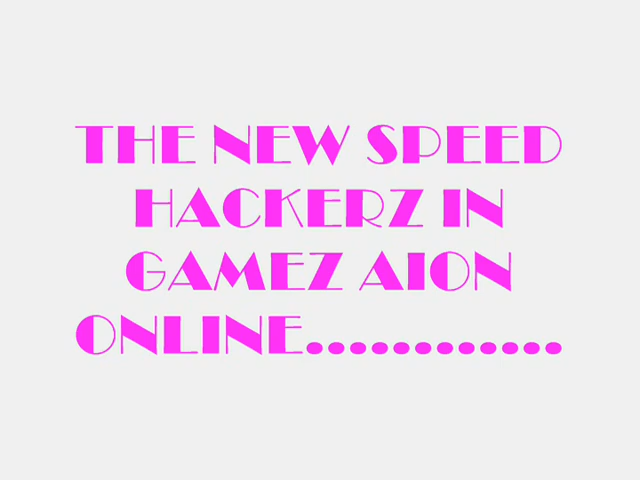 THE NEW SPEED
HACKERZ IN
GAMEZ AION
ONLINE............